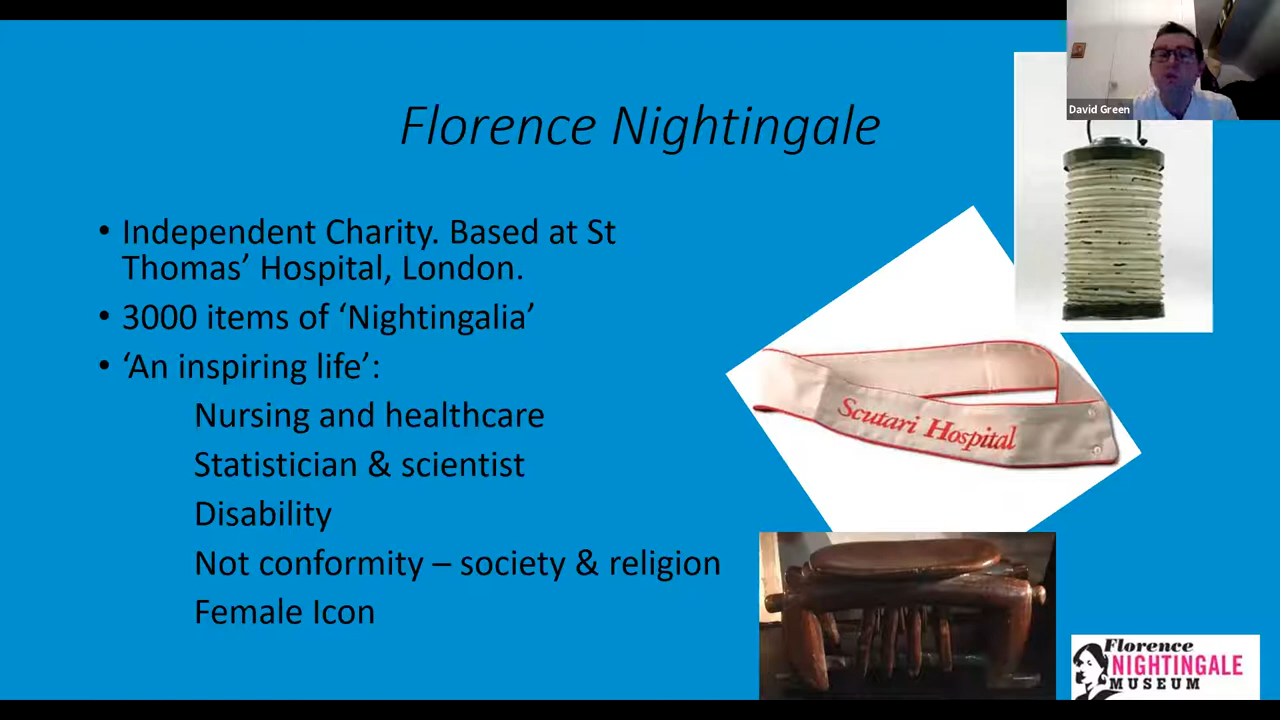 David Green
Florence Nightingale
• Independent Charity. Based at St
Thomas’ Hospital, London.
• 3000 items of ‘Nightingalia’
• ‘An inspiring life’:
Nursing and healthcare
Statistician & scientist
Disability
Not conformity – society & religion
Female Icon
Scutari Hospital
Florence
NIGHTINGALE
MUSEUM